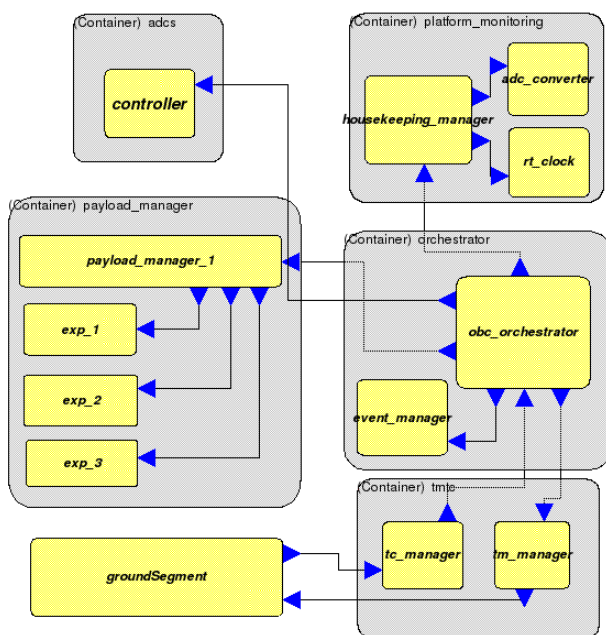 (Container) adcs
controller
(Container) platform_monitoring
adc_converter
housekeeping_manager
rt_clock
(Container) payload_manager
payload_manager_1
exp_1
exp_2
exp_3
(Container) orchestrator
obc_orchestrator
event_manager
(Container) tmtc
tc_manager
tm_manager
groundSegment